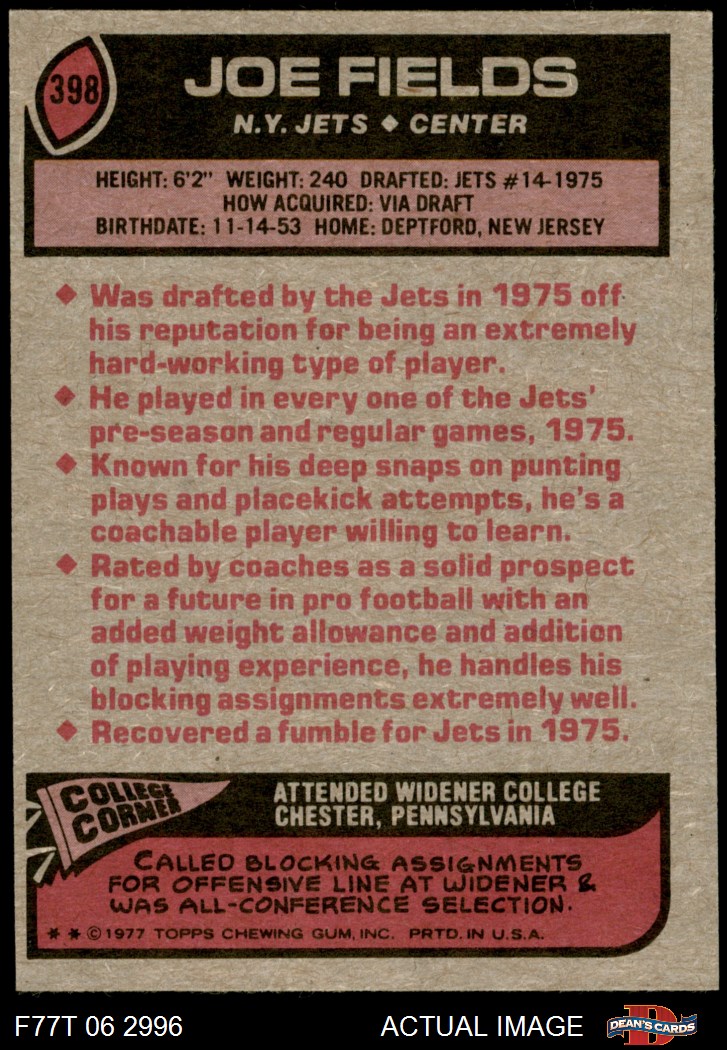 398
JOE FIELDS
N.Y. JETS ◆ CENTER
HEIGHT: 6'2" WEIGHT: 240 DRAFTED: JETS #14-1975
HOW ACQUIRED: VIA DRAFT
BIRTHDATE: 11-14-53 HOME: DEPTFORD, NEW JERSEY
◆ Was drafted by the Jets in 1975 off
his reputation for being an extremely
hard-working type of player.
◆ He played in every one of the Jets'
pre-season and regular games, 1975.
◆ Known for his deep snaps on punting
plays and placekick attempts, he's a
coachable player willing to learn.
◆ Rated by coaches as a solid prospect
for a future in pro football with an
added weight allowance and addition
of playing experience, he handles his
blocking assignments extremely well.
◆ Recovered a fumble for Jets in 1975.
COLLEGE
CORNER
ATTENDED WIDENER COLLEGE
CHESTER, PENNSYLVANIA
CALLED BLOCKING ASSIGNMENTS
FOR OFFENSIVE LINE AT WIDENER &
WAS ALL-CONFERENCE SELECTION.
* * © 1977 TOPPS CHEWING GUM, INC. PRTD. IN U.S.A.
F77T 06 2996
ACTUAL IMAGE
D
DEAN'S CARDS